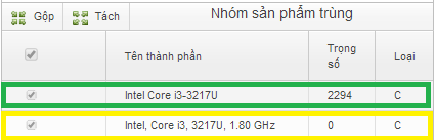 Gộp Tách Nhóm sản phẩm trùng
Tên thành phần Trọng số Loại
Intel Core i3-3217U 2294 C
Intel, Core i3, 3217U, 1.80 GHz 0 C